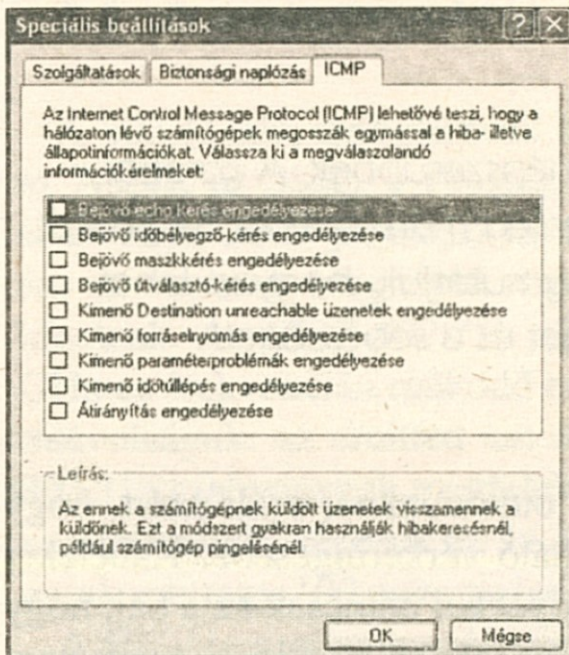 Speciális beállítások
Szolgáltatások Biztonsági naplózás ICMP
Az Internet Control Message Protocol (ICMP) lehetővé teszi, hogy a
hálózaton lévő számítógépek megosszák egymással a hiba- illetve
állapotinformációkat. Válassza ki a megválaszolandó
információkérelmeket:
Bejövő echo-kérés engedélyezése
Bejövő időbélyegző-kérés engedélyezése
Bejövő maszkkérés engedélyezése
Bejövő útválasztó-kérés engedélyezése
Kimenő Destination unreachable üzenetek engedélyezése
Kimenő forráselnyomás engedélyezése
Kimenő paraméterproblémák engedélyezése
Kimenő időtúllépés engedélyezése
Átirányítás engedélyezése
Leírás:
Az ennek a számítógépnek küldött üzenetek visszamennek a
küldőnek. Ezt a módszert gyakran használják hibakeresésnél,
például számítógép pingelésénél.
OK Mégse